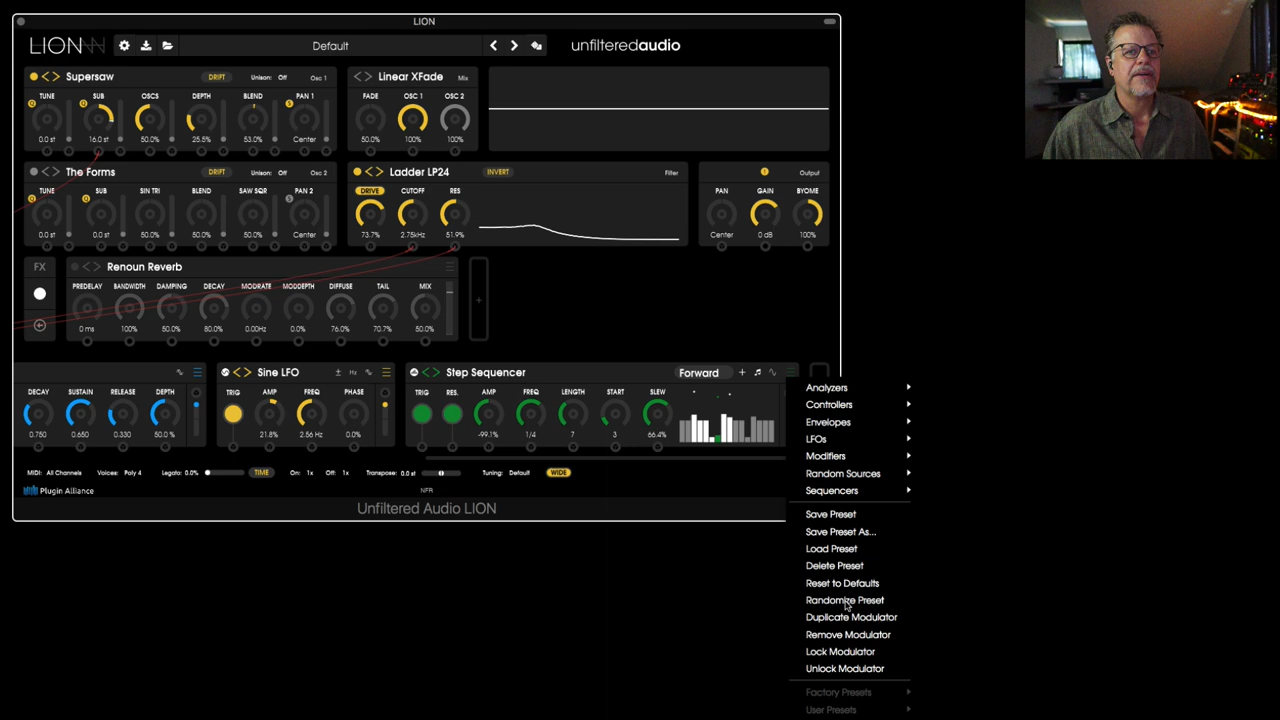 LION
LION
Default
unfilteredaudio
Supersaw
DRIFT
Unison: Off
Osc 1
TUNE
SUB
OSCS
DEPTH
BLEND
PAN 1
0.0 st
16.0 st
50.0%
25.5%
53.0%
Center
Linear XFade
Mix
FADE
OSC 1
OSC 2
50.0%
100%
100%
The Forms
DRIFT
Unison: Off
Osc 2
TUNE
SUB
SIN TRI
BLEND
SAW SQR
PAN 2
0.0 st
0.0 st
50.0%
50.0%
50.0%
Center
Ladder LP24
INVERT
Filter
DRIVE
CUTOFF
RES
73.7%
2.75kHz
51.9%
Output
PAN
GAIN
BYOME
Center
0 dB
100%
FX
Renoun Reverb
PREDELAY
BANDWIDTH
DAMPING
DECAY
MODRATE
MODDEPTH
DIFFUSE
TAIL
MIX
0 ms
100%
50.0%
80.0%
0.00Hz
0.0%
76.0%
70.7%
50.0%
+
DECAY
SUSTAIN
RELEASE
DEPTH
0.750
0.650
0.330
50.0 %
Sine LFO
± Hz
TRIG
AMP
FREQ
PHASE
21.8%
2.56 Hz
0.0%
Step Sequencer
Forward
+
TRIG
RES.
AMP
FREQ
LENGTH
START
SLEW
-99.1%
1/4
7
3
66.4%
MIDI: All Channels
Voices: Poly 4
Legato: 0.0%
TIME
On: 1x
Off: 1x
Transpose: 0.0 st
Tuning: Default
WIDE
Plugin Alliance
NFR
Unfiltered Audio LION
Analyzers
Controllers
Envelopes
LFOs
Modifiers
Random Sources
Sequencers
Save Preset
Save Preset As...
Load Preset
Delete Preset
Reset to Defaults
Randomize Preset
Duplicate Modulator
Remove Modulator
Lock Modulator
Unlock Modulator
Factory Presets
User Presets